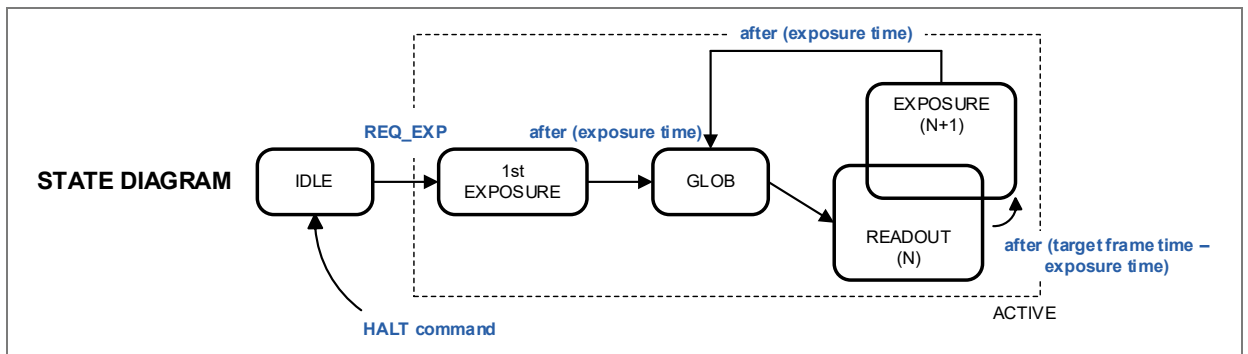 after (exposure time)
EXPOSURE
(N+1)
REQ_EXP
after (exposure time)
STATE DIAGRAM
IDLE
1st
EXPOSURE
GLOB
READOUT
(N)
after (target frame time –
exposure time)
ACTIVE
HALT command